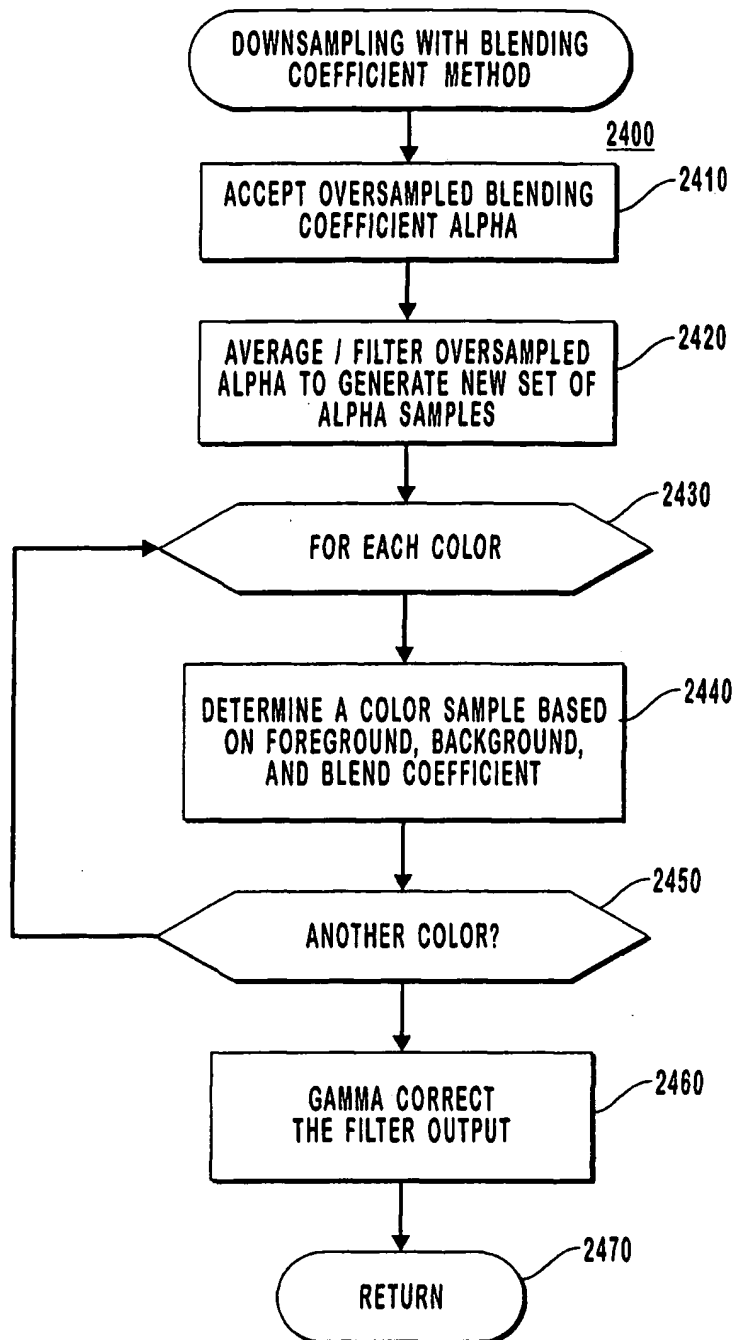 DOWNSAMPLING WITH BLENDING
COEFFICIENT METHOD
2400
2410
ACCEPT OVERSAMPLED BLENDING
COEFFICIENT ALPHA
2420
AVERAGE / FILTER OVERSAMPLED
ALPHA TO GENERATE NEW SET OF
ALPHA SAMPLES
2430
FOR EACH COLOR
2440
DETERMINE A COLOR SAMPLE BASED
ON FOREGROUND, BACKGROUND,
AND BLEND COEFFICIENT
2450
ANOTHER COLOR?
2460
GAMMA CORRECT
THE FILTER OUTPUT
2470
RETURN